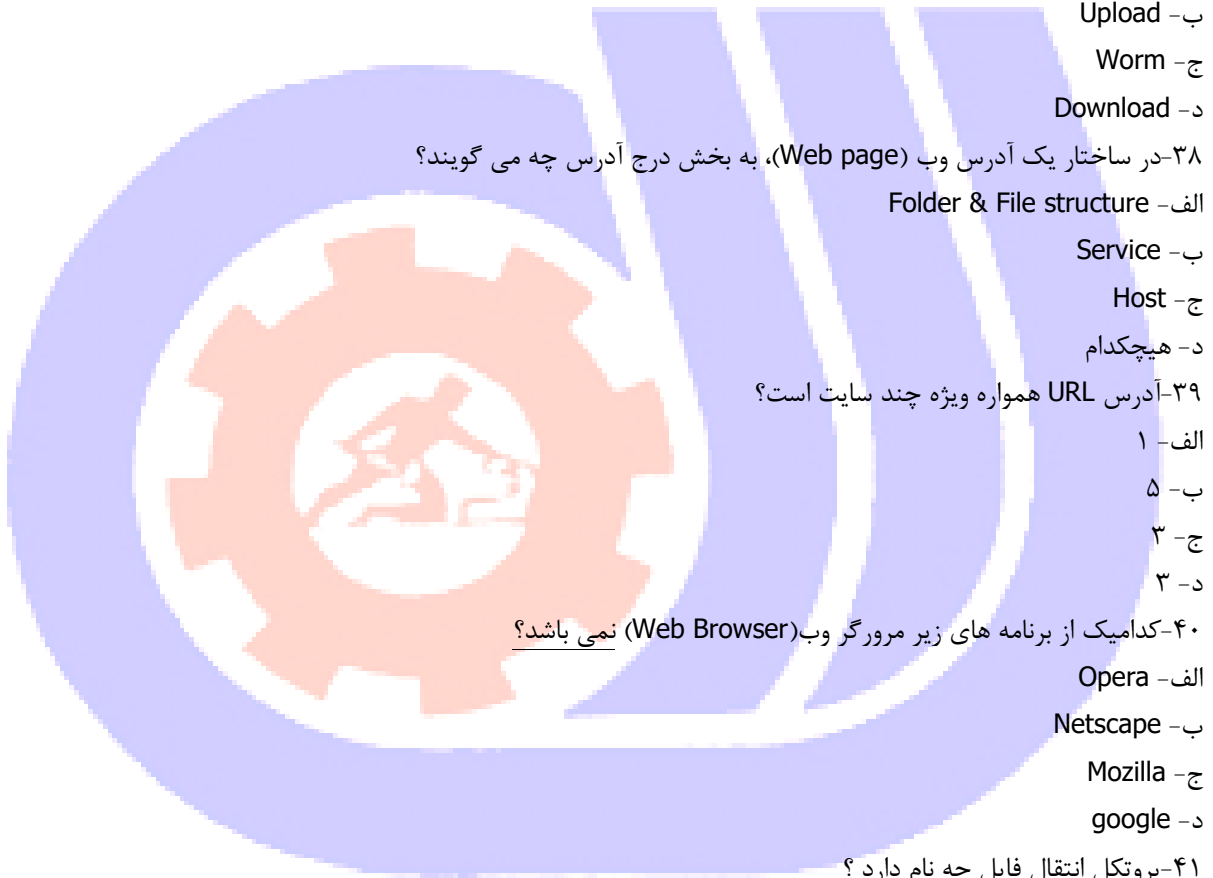 ب- Upload
ج- Worm
د- Download
۳۸-در ساختار یک آدرس وب (Web page)، به بخش درج آدرس چه می گویند؟
الف- Folder & File structure
ب- Service
ج- Host
د- هیچکدام
۳۹-آدرس URL همواره ویژه چند سایت است؟
الف- ۱
ب- ۵
ج- ۳
د- ۳
۴۰-کدامیک از برنامه های زیر مرورگر وب(Web Browser) نمی باشد؟
الف- Opera
ب- Netscape
ج- Mozilla
د- google
۴۱-پروتکل انتقال فایل چه نام دارد ؟